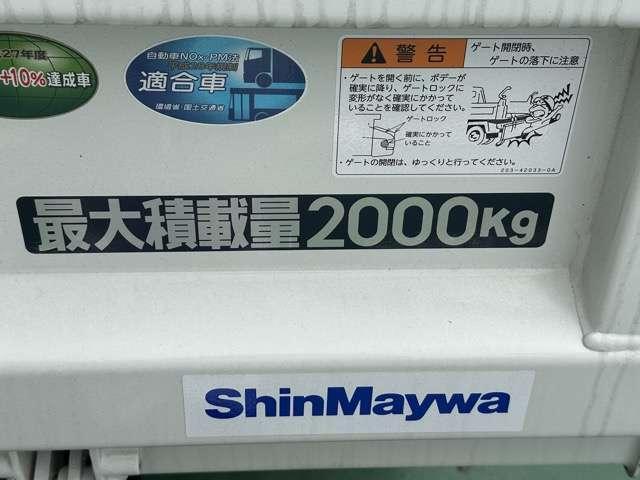 27年度
+10%達成車
自動車NOx・PM法
適合車
環境省・国土交通省
警告
ゲート開閉時、
ゲートの落下に注意
・ゲートを開く前に、ボデーが
確実に降り、ゲートロックに
変形がなく確実にかかって
いることを確認してください。
ゲートロック
確実にかかって
いること
・ゲートの開閉は、ゆっくりと行ってください。
203-42033-0A
最大積載量2000Kg
ShinMaywa